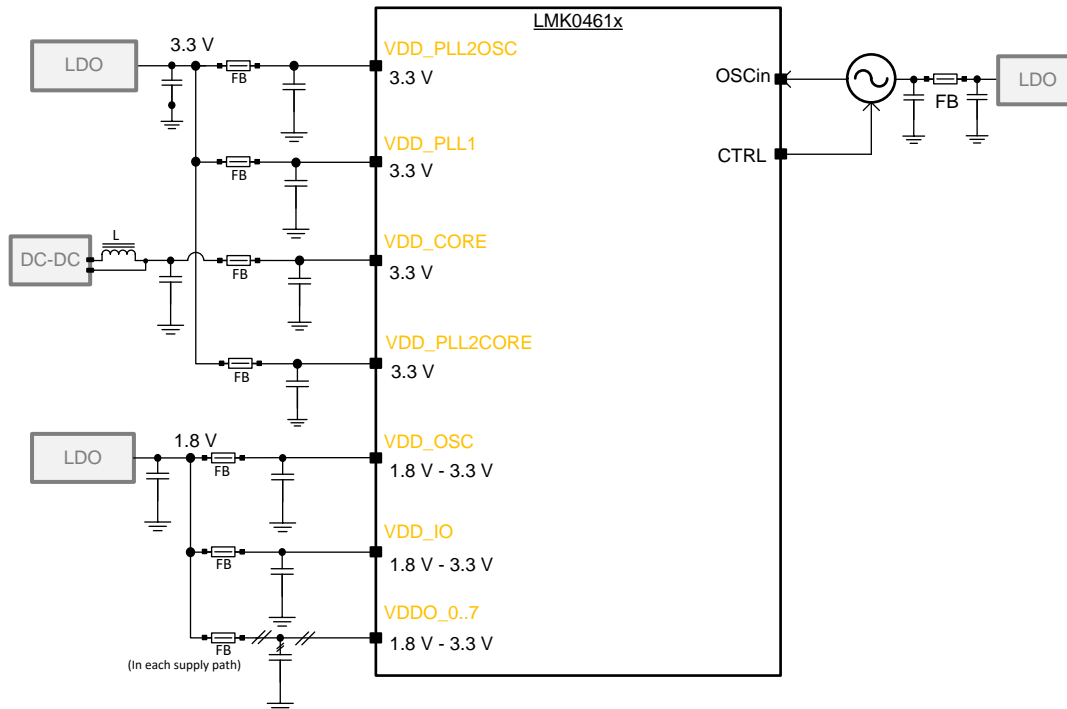 LMK0461x
LDO
3.3 V
FB
VDD_PLL2OSC
3.3 V
OSCin
FB
LDO
FB
VDD_PLL1
3.3 V
CTRL
DC-DC
L
FB
VDD_CORE
3.3 V
FB
VDD_PLL2CORE
3.3 V
LDO
1.8 V
FB
VDD_OSC
1.8 V - 3.3 V
FB
VDD_IO
1.8 V - 3.3 V
FB
(In each supply path)
VDDO_0..7
1.8 V - 3.3 V